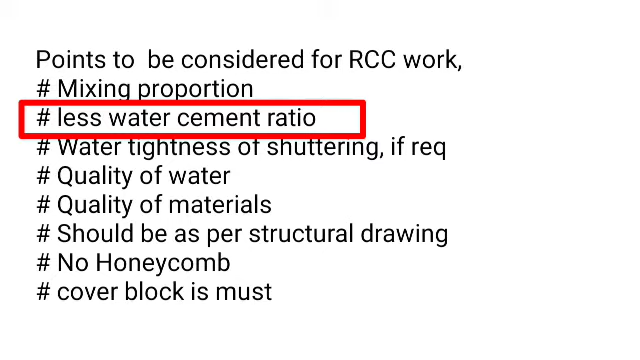 Points to  be considered for RCC work,
# Mixing proportion
# less water cement ratio
# Water tightness of shuttering, if req
# Quality of water
# Quality of materials
# Should be as per structural drawing
# No Honeycomb
# cover block is must